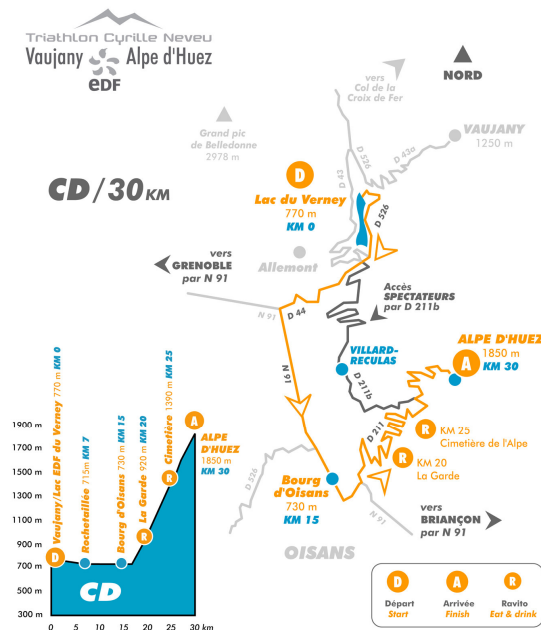 Triathlon Cyrille Neveu
Vaujany Alpe d'Huez
eDF
NORD
vers
Col de la
Croix de Fer
VAUJANY
1250 m
Grand pic
de Belledonne
2978 m
D 526
D 43a
D 43
CD / 30 KM
D
Lac du Verney
770 m
KM 0
D 526
vers
GRENOBLE
par N 91
Allemont
Accès
SPECTATEURS
par D 211b
N 91
D 44
ALPE D'HUEZ
A
1850 m
KM 30
VILLARD-
RECULAS
N 91
D 211b
D 211
R
KM 25
Cimetière de l'Alpe
R
KM 20
La Garde
D 526
Bourg
d'Oisans
730 m
KM 15
N 91
vers
BRIANÇON
par N 91
OISANS
Vaujany/Lac EDF du Verney 770 m KM 0
Rochetaillée 715m KM 7
Bourg d'Oisans 730 m KM 15
La Garde 920 m KM 20
Cimetière 1390 m KM 25
A
ALPE
D'HUEZ
1850 m
KM 30
1900 m
1700 m
1500 m
1300 m
1100 m
900 m
700 m
500 m
300 m
D
R
R
CD
0 5 10 15 20 25 30 km
D A R
Départ Arrivée Ravito
Start Finish Eat & drink